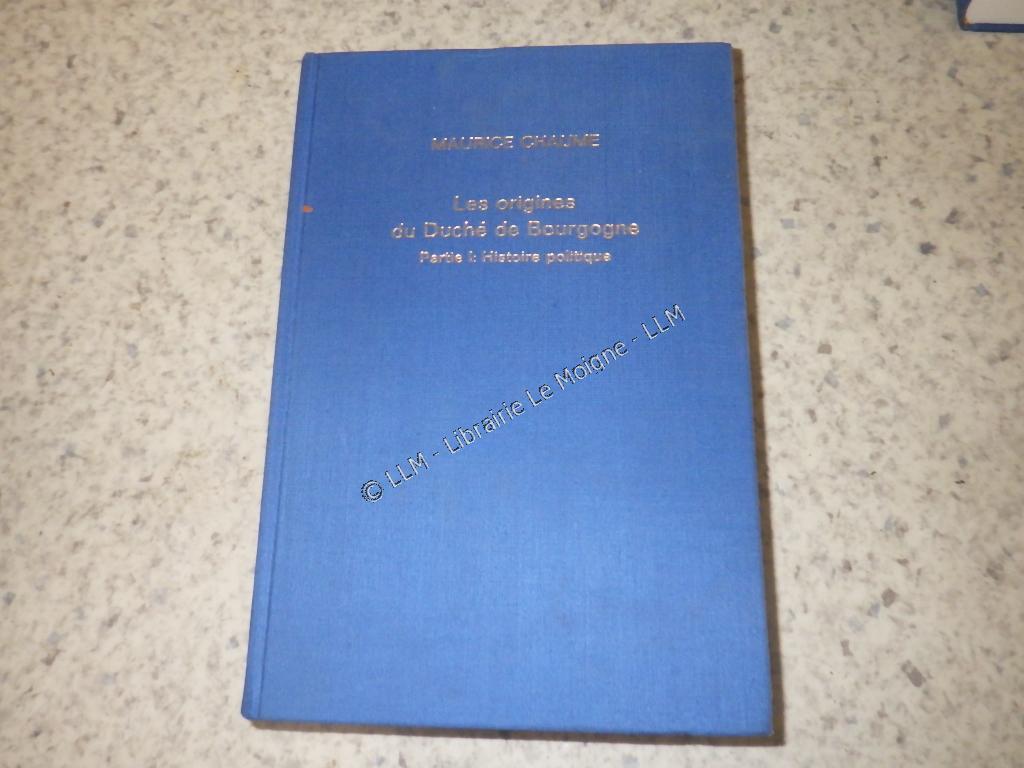 MAURICE CHAUME
Les origines
du Duché de Bourgogne
Partie I: Histoire politique
© LLM - Librairie Le Moigne - LLM